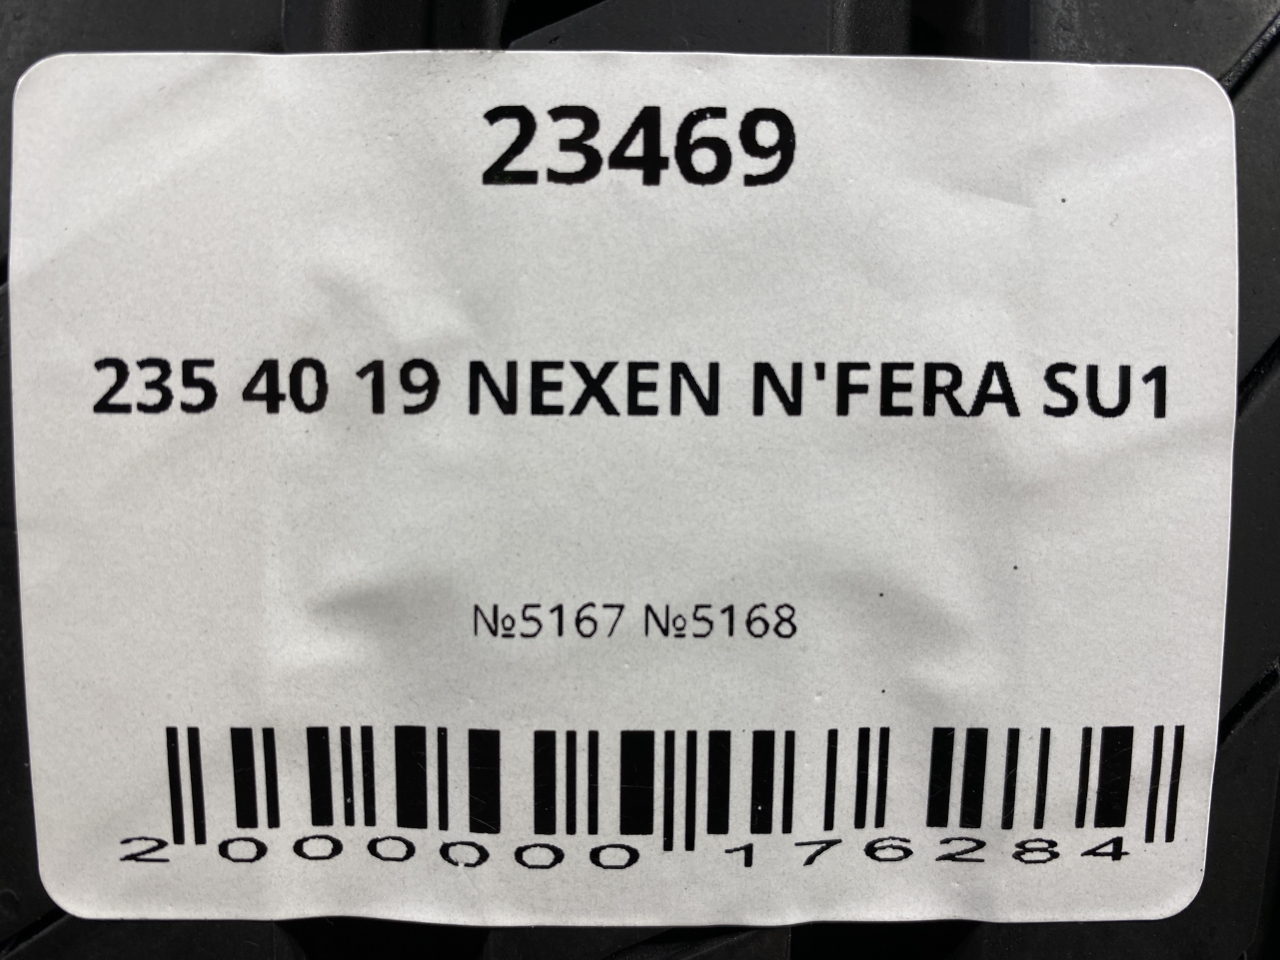 23469
235 40 19 NEXEN N'FERA SU1
№5167 №5168
2000000176284